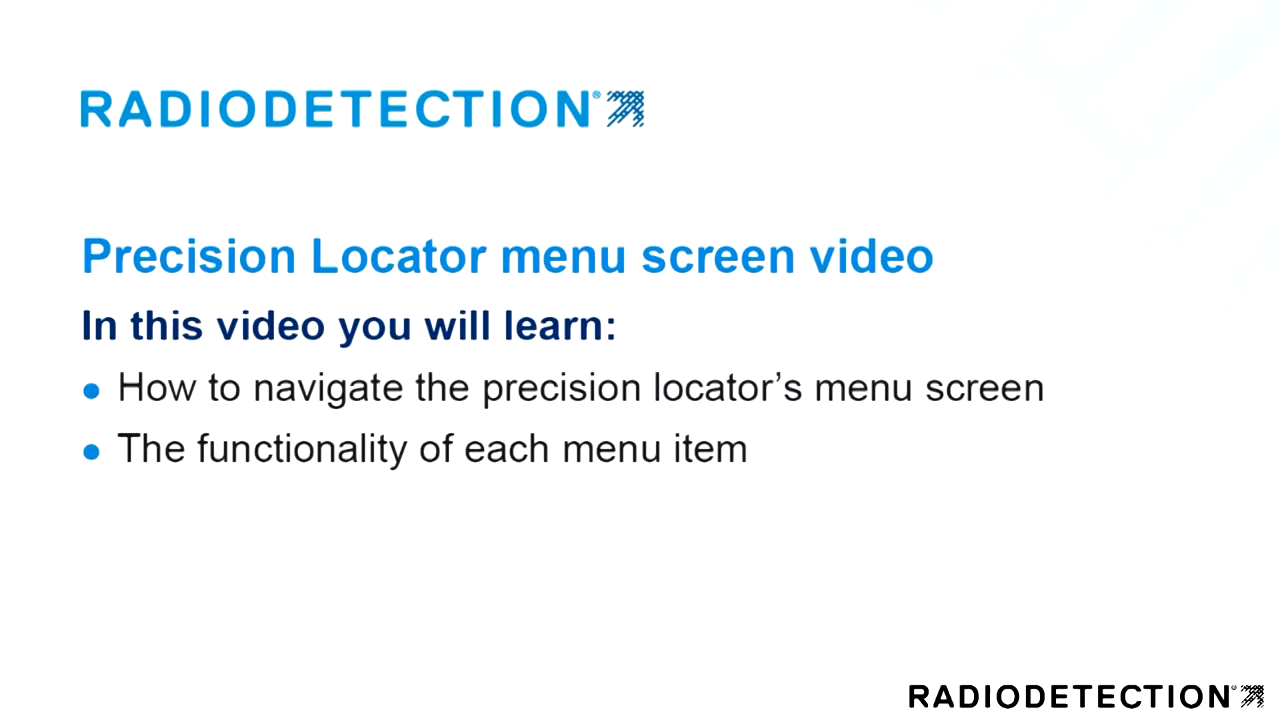 RADIODETECTION®
Precision Locator menu screen video
In this video you will learn:
• How to navigate the precision locator’s menu screen
• The functionality of each menu item
RADIODETECTION®